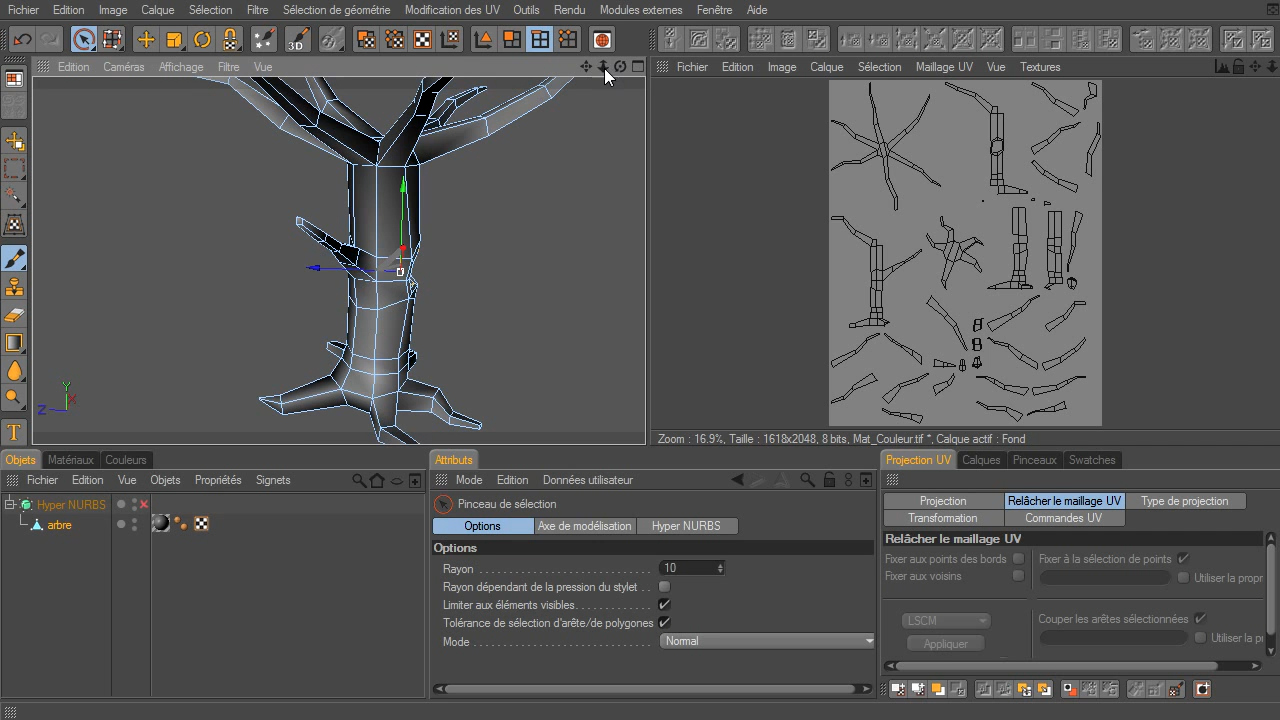 Fichier Edition Image Calque Sélection Filtre Sélection de géométrie Modification des UV Outils Rendu Modules externes Fenêtre Aide
3D
Edition Caméras Affichage Filtre Vue
Fichier Edition Image Calque Sélection Maillage UV Vue Textures
Y
Z X
T
Zoom : 16.9%, Taille : 1618x2048, 8 bits, Mat_Couleur.tif *, Calque actif : Fond
Objets Matériaux Couleurs
Attributs
Projection UV Calques Pinceaux Swatches
Fichier Edition Vue Objets Propriétés Signets
Mode Edition Données utilisateur
Hyper NURBS
arbre
Pinceau de sélection
Options Axe de modélisation Hyper NURBS
Options
Rayon 10
Rayon dépendant de la pression du stylet
Limiter aux éléments visibles
Tolérance de sélection d'arête/de polygones
Mode Normal
Projection Relâcher le maillage UV Type de projection
Transformation Commandes UV
Relâcher le maillage UV
Fixer aux points des bords Fixer à la sélection de points
Fixer aux voisins Utiliser la propr
LSCM Couper les arêtes sélectionnées
Appliquer Utiliser la p